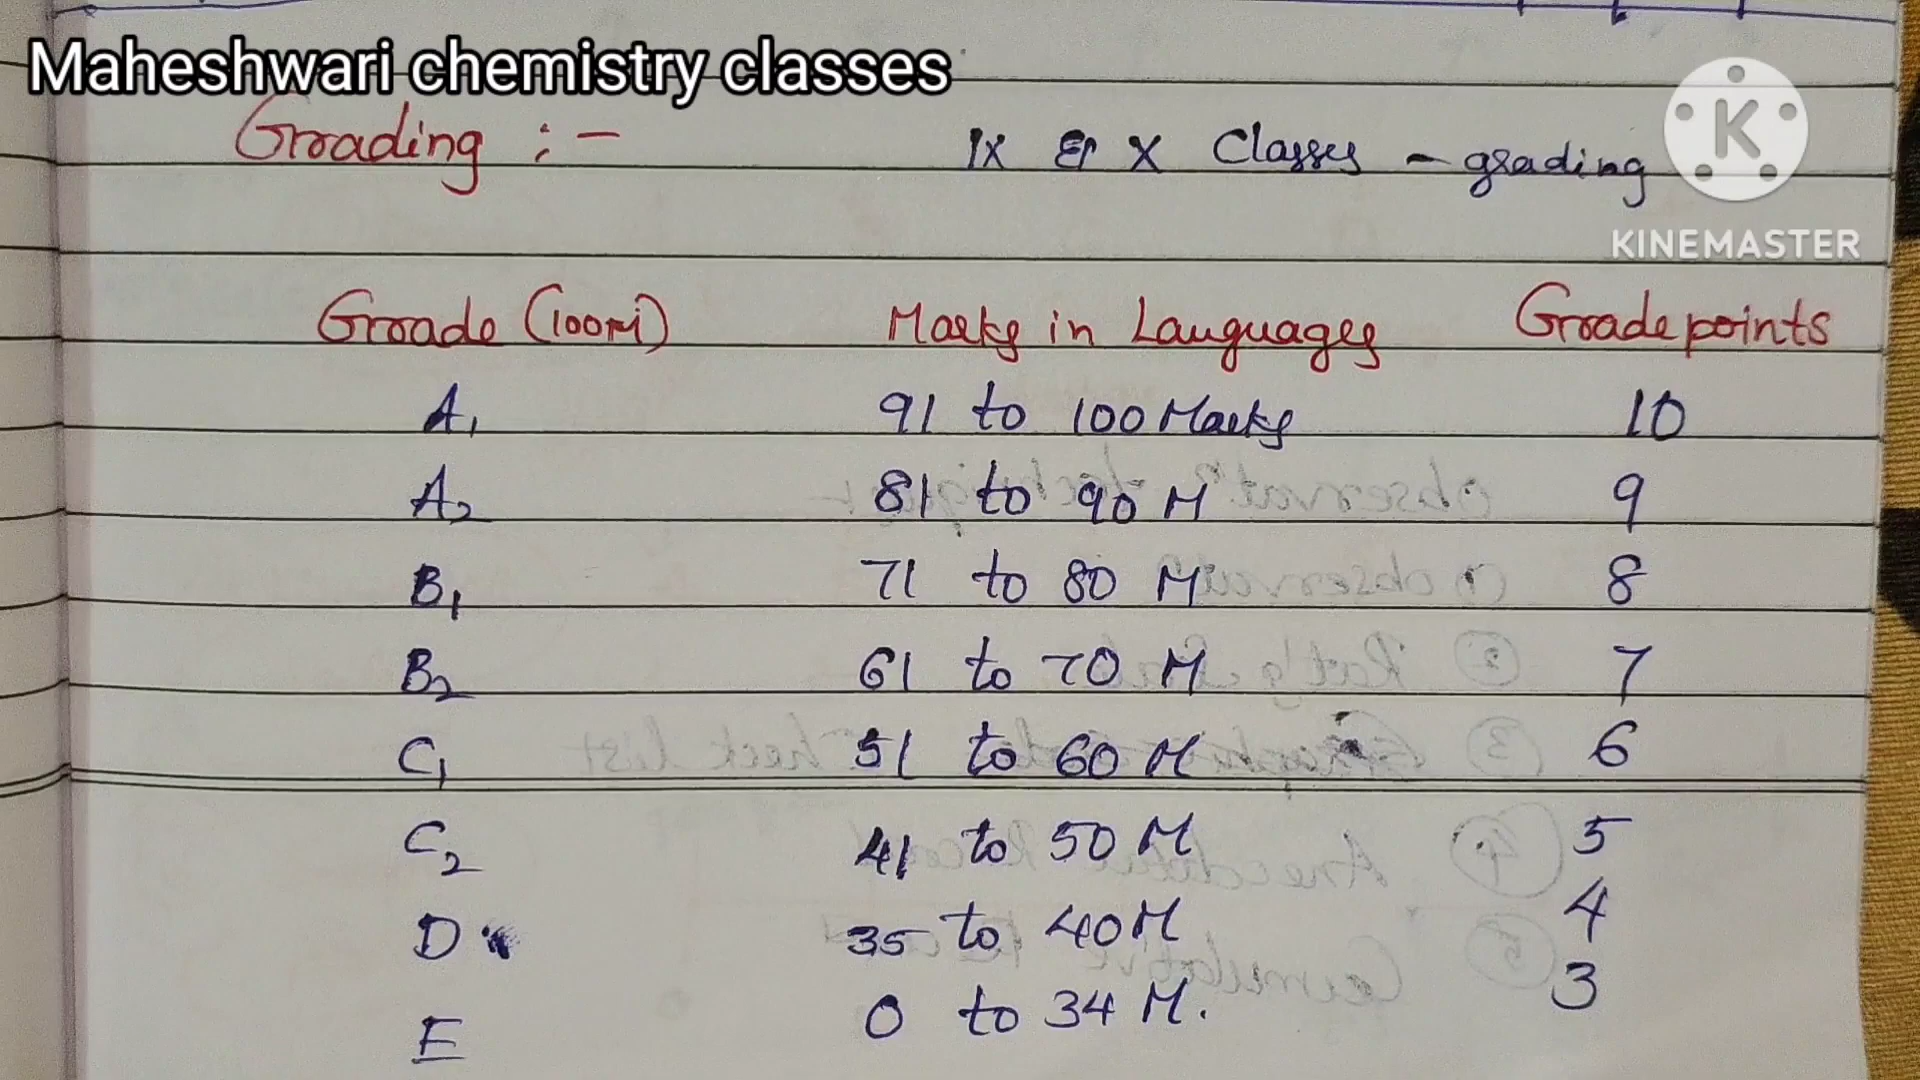 Maheshwari chemistry classes
Grading :-
IX & X Classes - grading
KINEMASTER
Grade (100M) Marks in Languages Grade points
A1 91 to 100 Marks 10
A2 81 to 90 M 9
B1 71 to 80 M 8
B2 61 to 70 M 7
C1 51 to 60 M 6
C2 41 to 50 M 5
D 35 to 40 M 4
E 0 to 34 M. 3